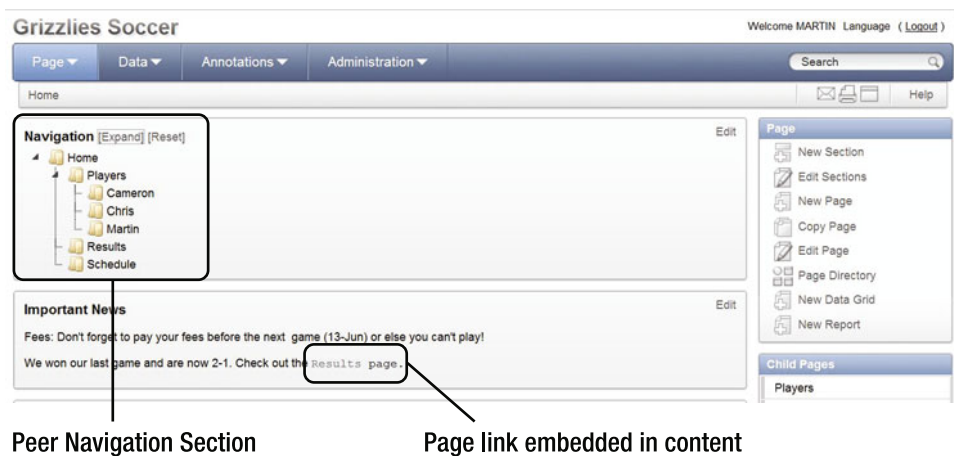 Grizzlies Soccer
Welcome MARTIN Language ( Logout )
Page Data Annotations Administration
Search
Home
Help
Navigation [Expand] [Reset]
Edit
Home
Players
Cameron
Chris
Martin
Results
Schedule
Important News
Edit
Fees: Don't forget to pay your fees before the next game (13-Jun) or else you can't play!
We won our last game and are now 2-1. Check out the Results page.
Page
New Section
Edit Sections
New Page
Copy Page
Edit Page
Page Directory
New Data Grid
New Report
Child Pages
Players
Peer Navigation Section
Page link embedded in content